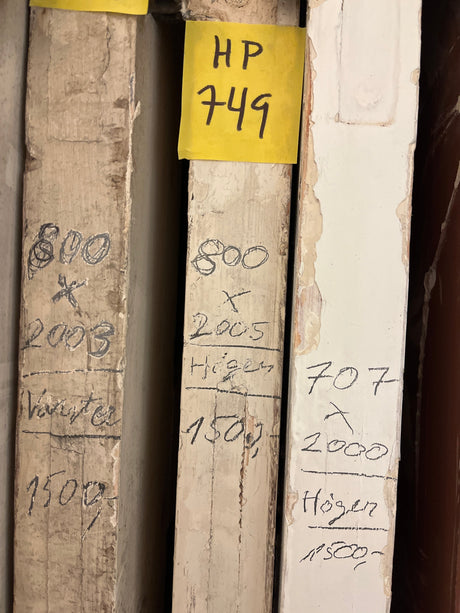 800
x
2003
Vänster
1500,-
HP
749
800
x
2005
Höger
1500,-
707
x
2000
Höger
1500,-